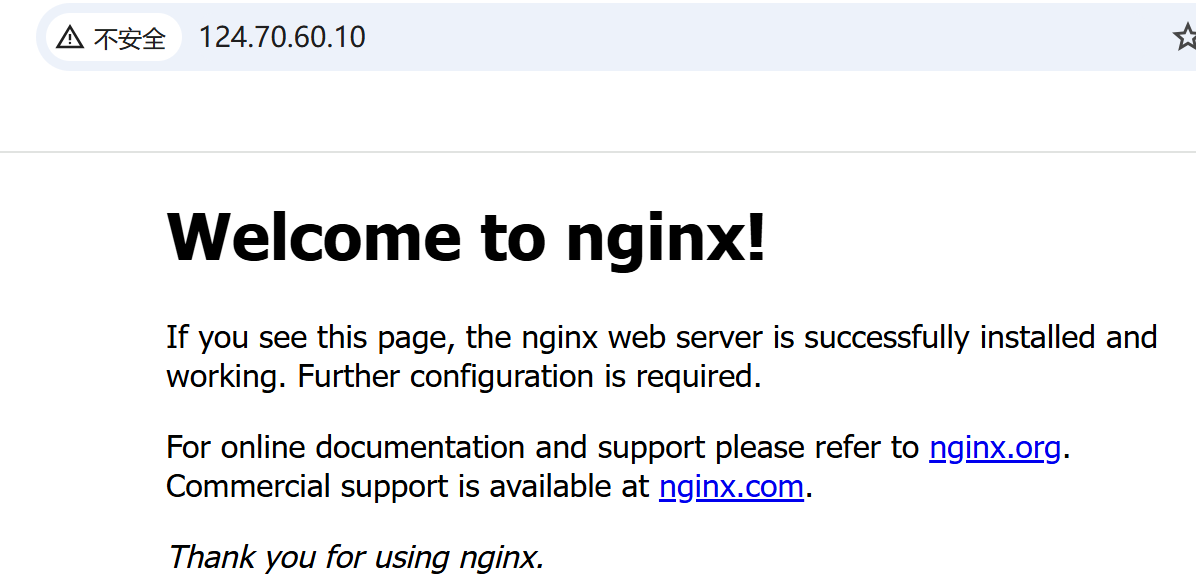 不安全 124.70.60.10
Welcome to nginx!
If you see this page, the nginx web server is successfully installed and
working. Further configuration is required.
For online documentation and support please refer to nginx.org.
Commercial support is available at nginx.com.
Thank you for using nginx.